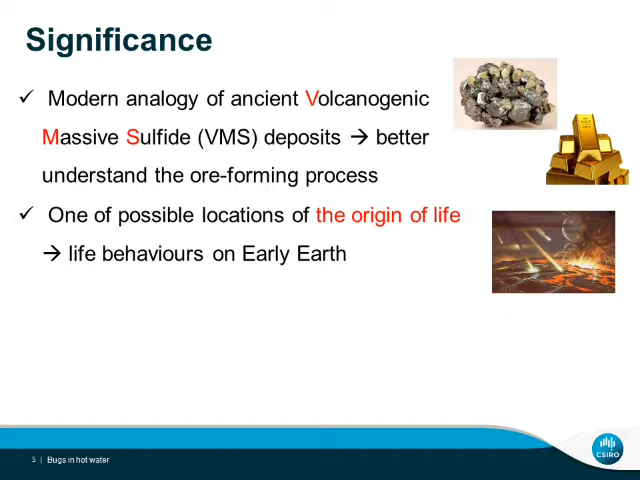 Significance
✓ Modern analogy of ancient Volcanogenic
Massive Sulfide (VMS) deposits → better
understand the ore-forming process
✓ One of possible locations of the origin of life
→ life behaviours on Early Earth
5 | Bugs in hot water
CSIRO